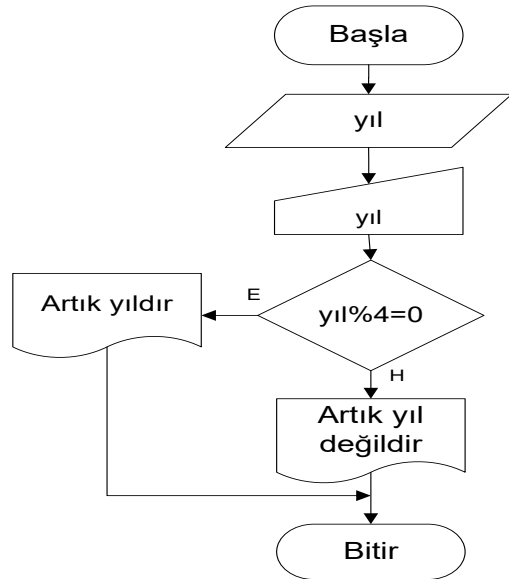 Başla
yıl
yıl
E
Artık yıldır
yıl%4=0
H
Artık yıl
değildir
Bitir